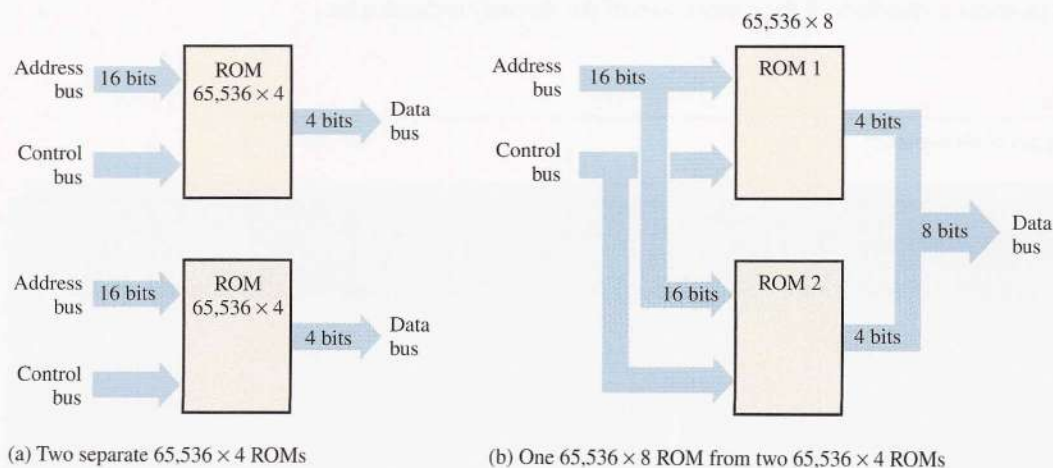 Address
bus
16 bits
ROM
65,536 × 4
4 bits
Data
bus
Control
bus
Address
bus
16 bits
ROM
65,536 × 4
4 bits
Data
bus
Control
bus
(a) Two separate 65,536 × 4 ROMs
65,536 × 8
Address
bus
16 bits
ROM 1
4 bits
Control
bus
8 bits
Data
bus
16 bits
ROM 2
4 bits
(b) One 65,536 × 8 ROM from two 65,536 × 4 ROMs